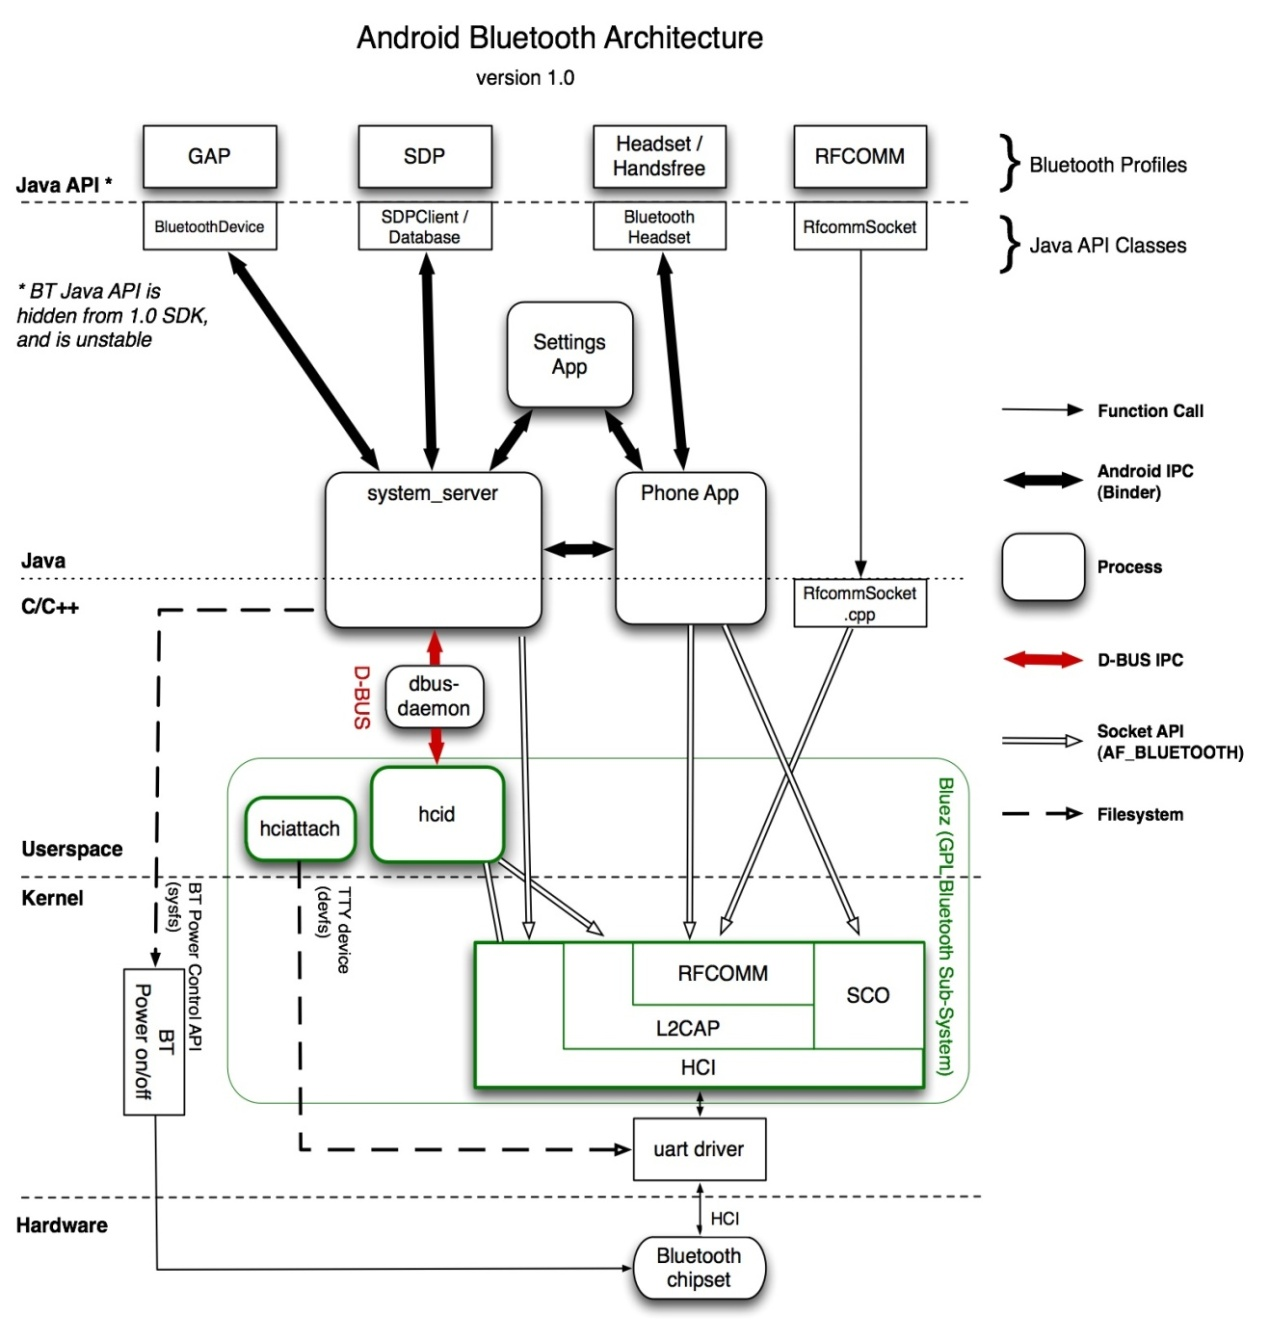 Android Bluetooth Architecture
version 1.0
GAP
SDP
Headset /
Handsfree
RFCOMM
Bluetooth Profiles
Java API *
BluetoothDevice
SDPClient /
Database
Bluetooth
Headset
RfcommSocket
Java API Classes
* BT Java API is
hidden from 1.0 SDK,
and is unstable
Settings
App
Function Call
Android IPC
(Binder)
system_server
Phone App
Java
Process
C/C++
RfcommSocket
.cpp
D-BUS IPC
D-BUS
dbus-
daemon
Socket API
(AF_BLUETOOTH)
Bluez (GPL Bluetooth Sub-System)
hciattach
hcid
Filesystem
Userspace
Kernel
BT Power Control API
(sysfs)
TTY device
(devfs)
RFCOMM
SCO
L2CAP
HCI
BT
Power on/off
uart driver
HCI
Hardware
Bluetooth
chipset